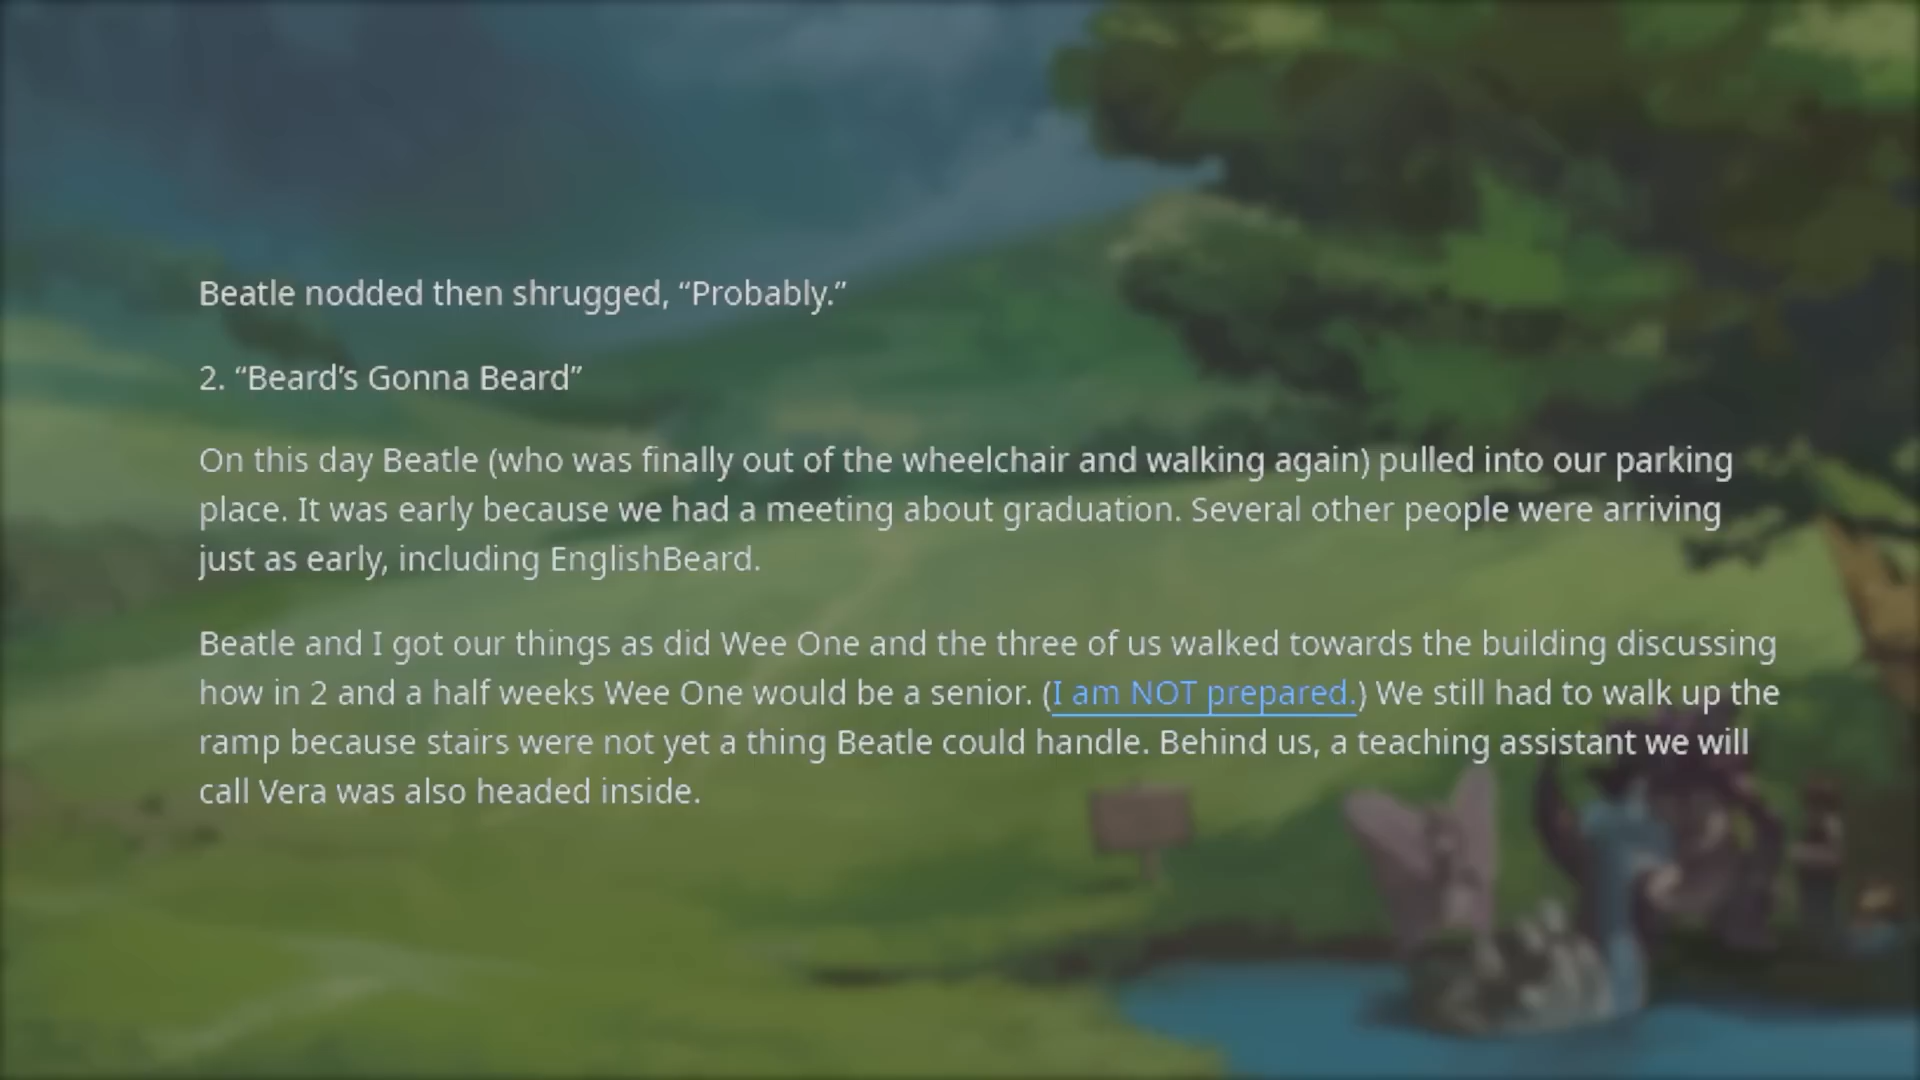 Beatle nodded then shrugged, “Probably.”
2. “Beard’s Gonna Beard”
On this day Beatle (who was finally out of the wheelchair and walking again) pulled into our parking
place. It was early because we had a meeting about graduation. Several other people were arriving
just as early, including EnglishBeard.
Beatle and I got our things as did Wee One and the three of us walked towards the building discussing
how in 2 and a half weeks Wee One would be a senior. (I am NOT prepared.) We still had to walk up the
ramp because stairs were not yet a thing Beatle could handle. Behind us, a teaching assistant we will
call Vera was also headed inside.